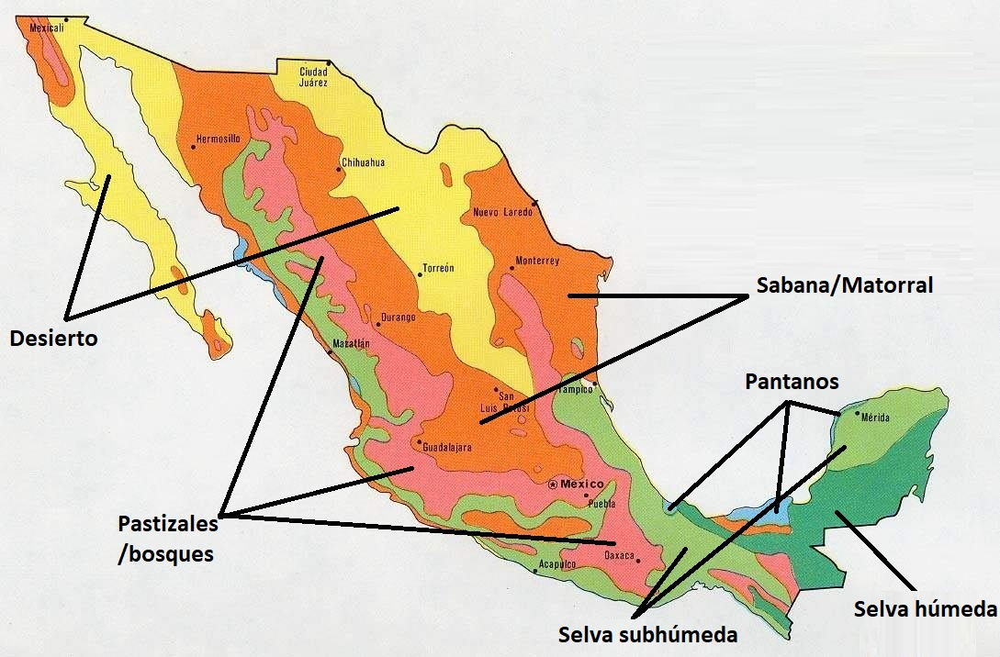 Mexicali
Ciudad
Juárez
Hermosillo
Chihuahua
Nuevo Laredo
Monterrey
Torreón
Sabana/Matorral
Durango
Desierto
Mazatlán
Pantanos
Tampico
San
Luis Potosí
Mérida
Guadalajara
Mexico
Puebla
Pastizales
/bosques
Oaxaca
Acapulco
Selva húmeda
Selva subhúmeda